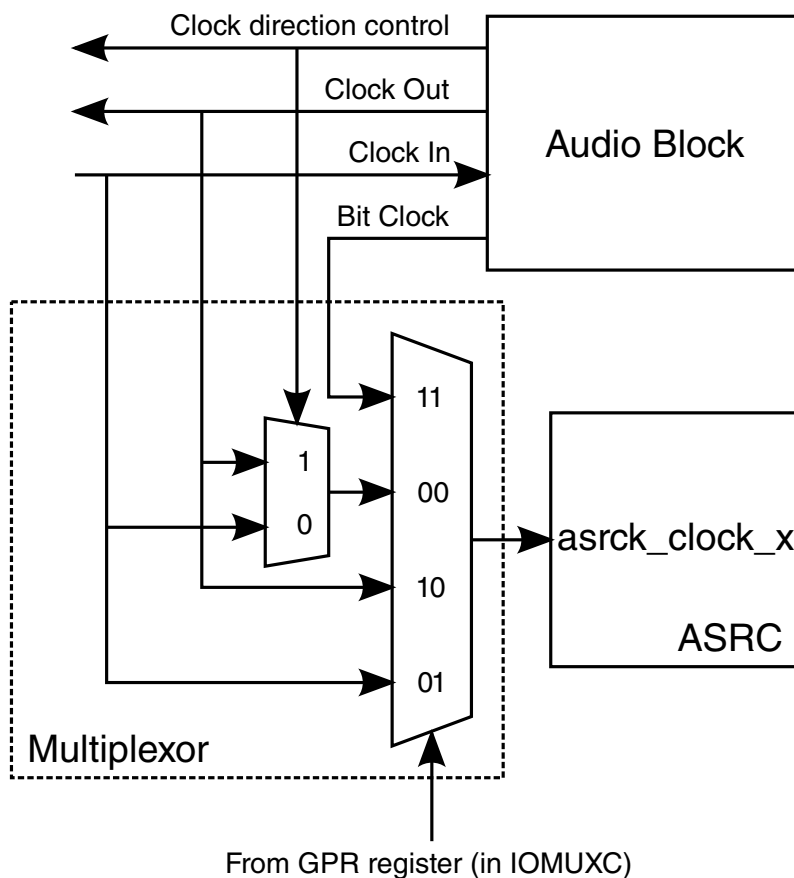 Clock direction control
Clock Out
Audio Block
Clock In
Bit Clock
11
1
00
0
asrck_clock_x
10
ASRC
01
Multiplexor
From GPR register (in IOMUXC)